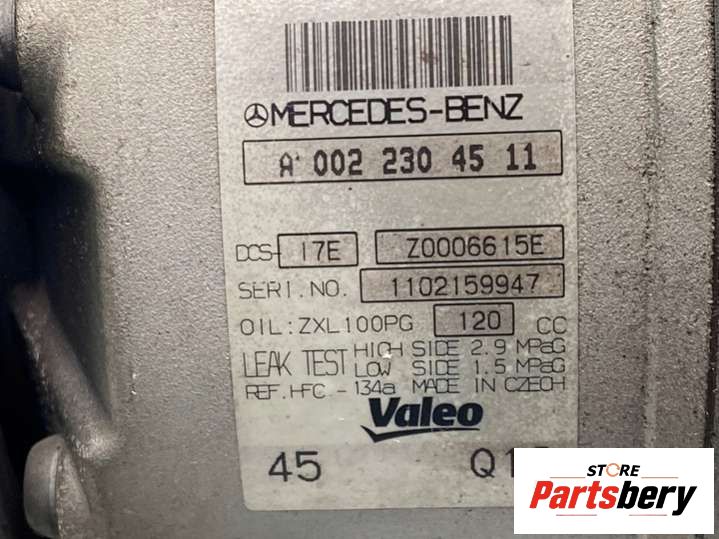 MERCEDES-BENZ
A 002 230 45 11
DCS- 17E Z0006615E
SERI.NO. 1102159947
OIL:ZXL100PG 120 CC
LEAK TEST HIGH SIDE 2.9 MPaG
LOW SIDE 1.5 MPaG
REF.HFC-134a MADE IN CZECH
Valeo
45
STORE
Partsbery